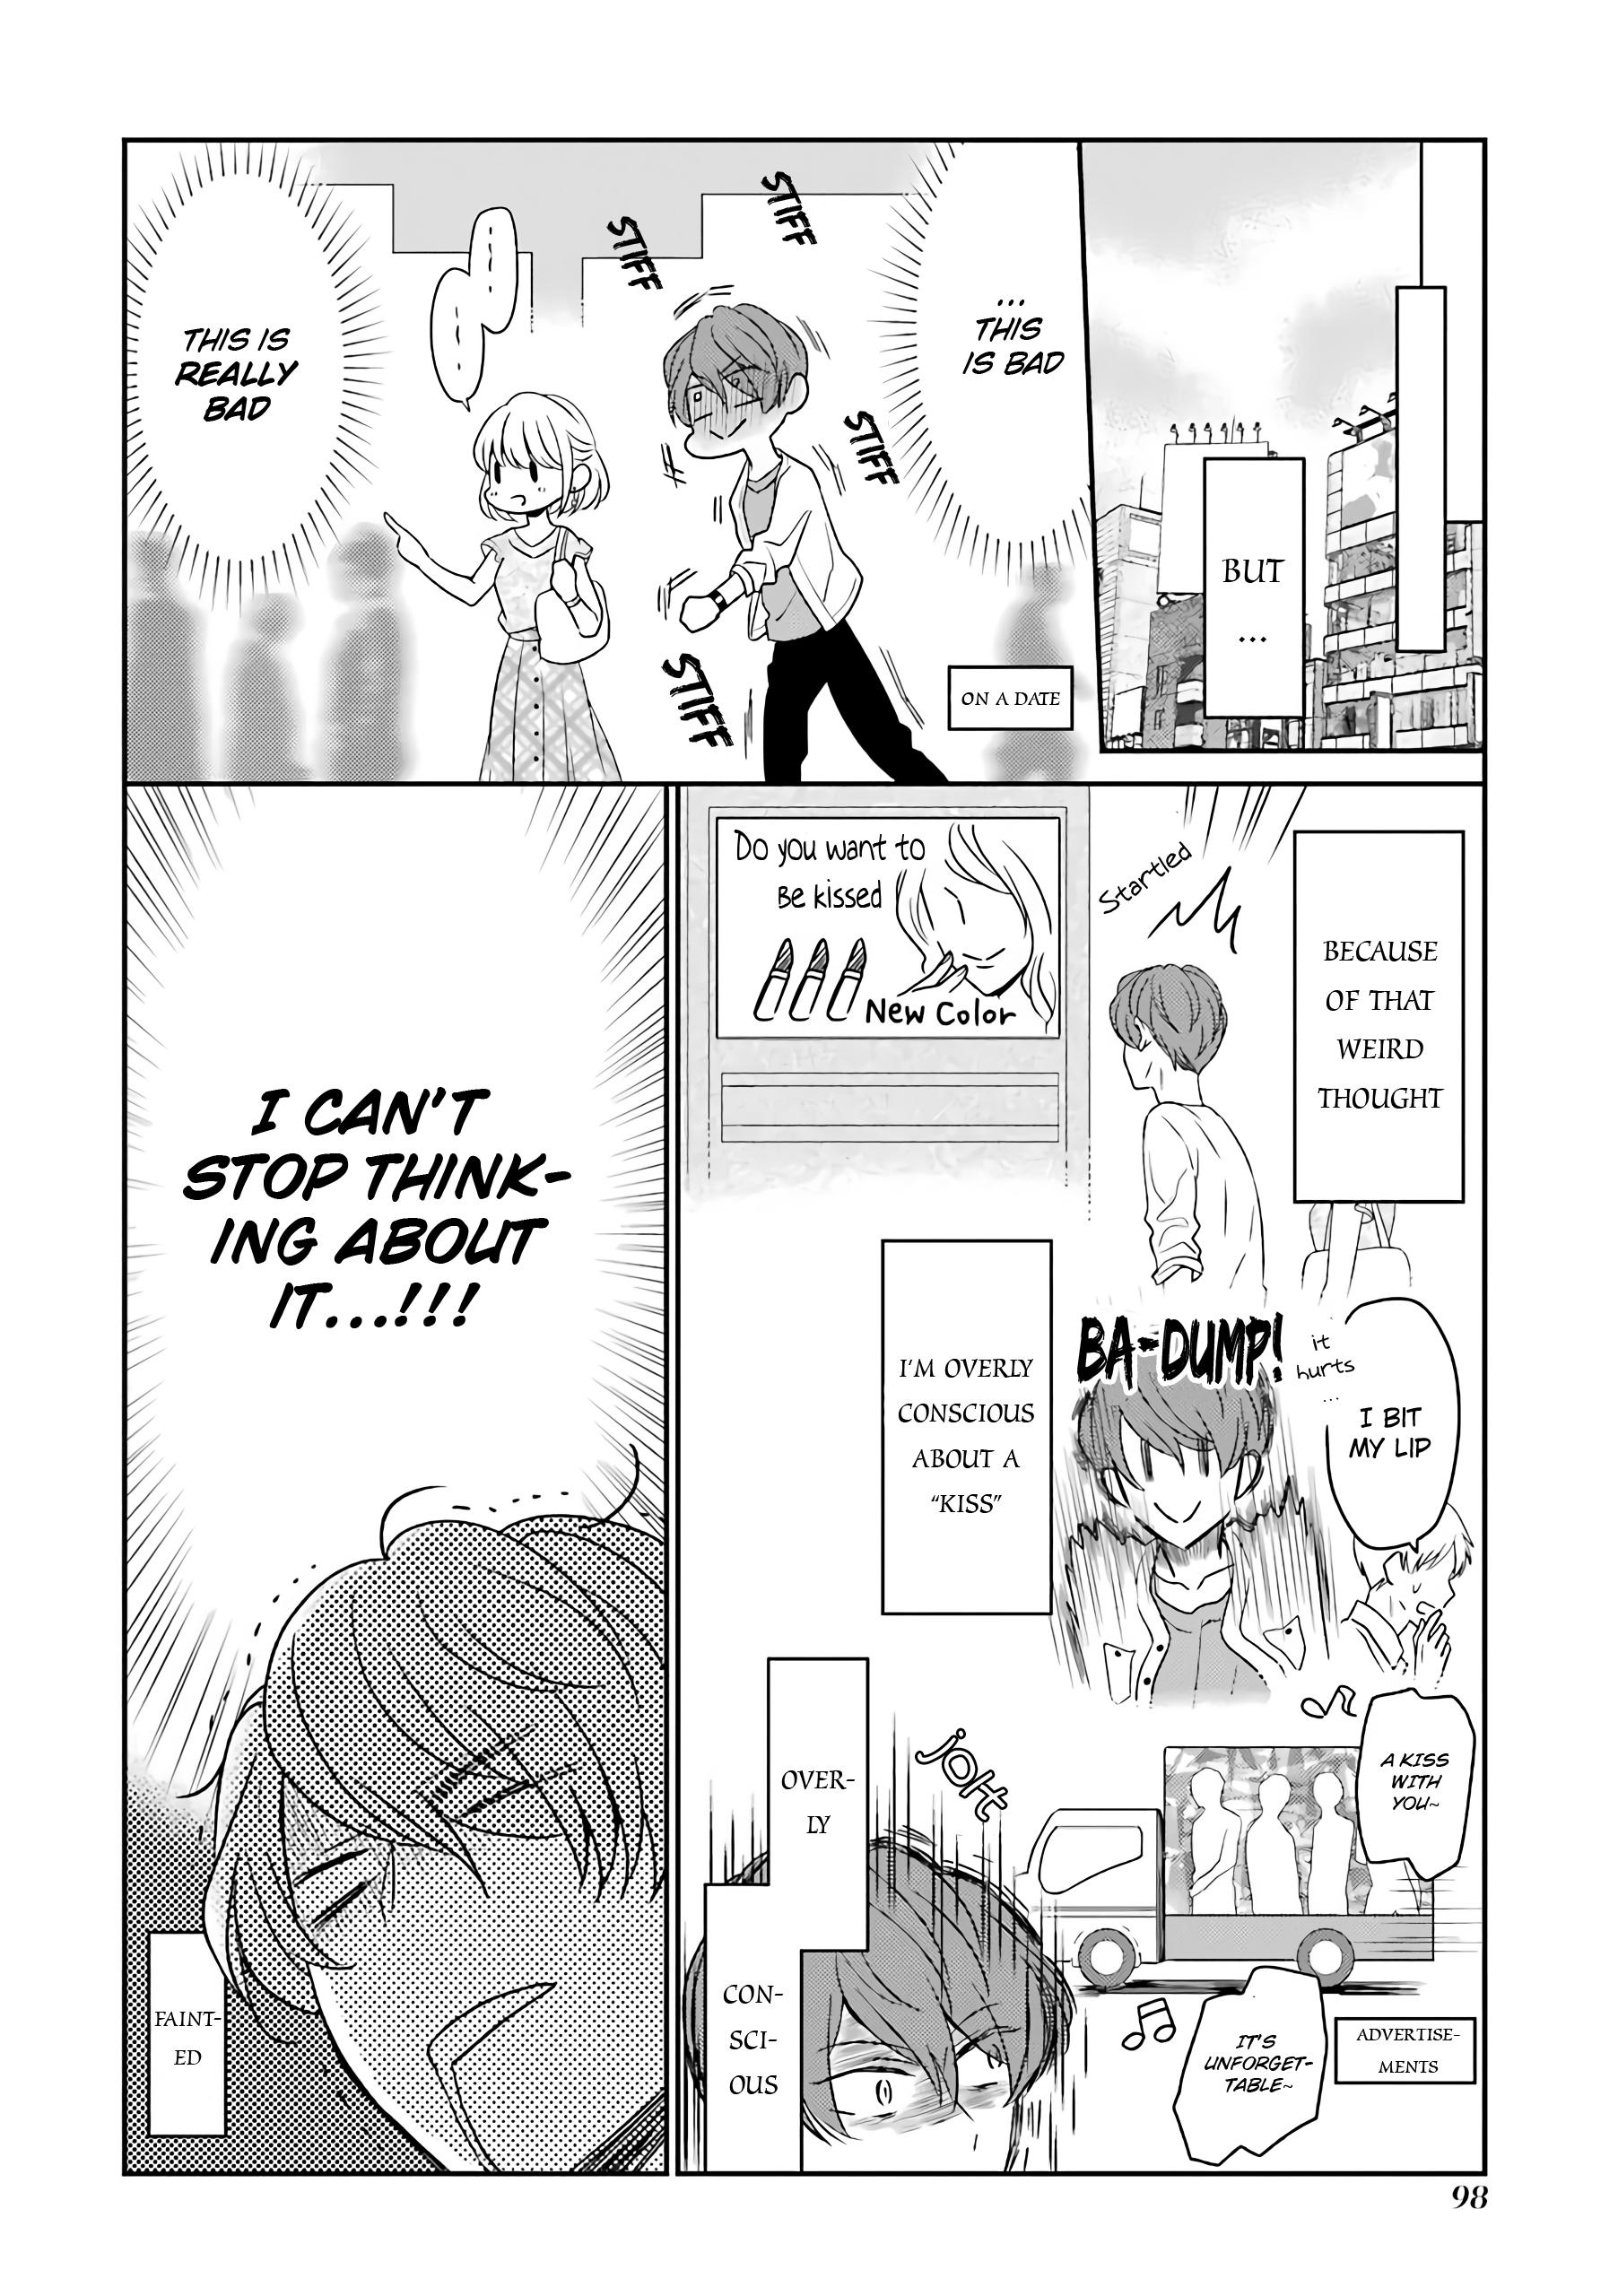 BUT
...
...
THIS
IS BAD
ON A DATE
STIFF
STIFF
STIFF
STIFF
THIS IS
REALLY
BAD
BECAUSE
OF THAT
WEIRD
THOUGHT
Startled
Do you want to
Be kissed
New Color
I BIT
MY LIP
it
hurts
...
BA-DUMP!
I'M OVERLY
CONSCIOUS
ABOUT A
"KISS"
A KISS
WITH
YOU~
IT'S
UNFORGET-
TABLE~
ADVERTISE-
MENTS
jolt
OVER-
LY
CON-
SCI-
OUS
I CAN'T
STOP THINK-
ING ABOUT
IT...!!!
FAINT-
ED
98